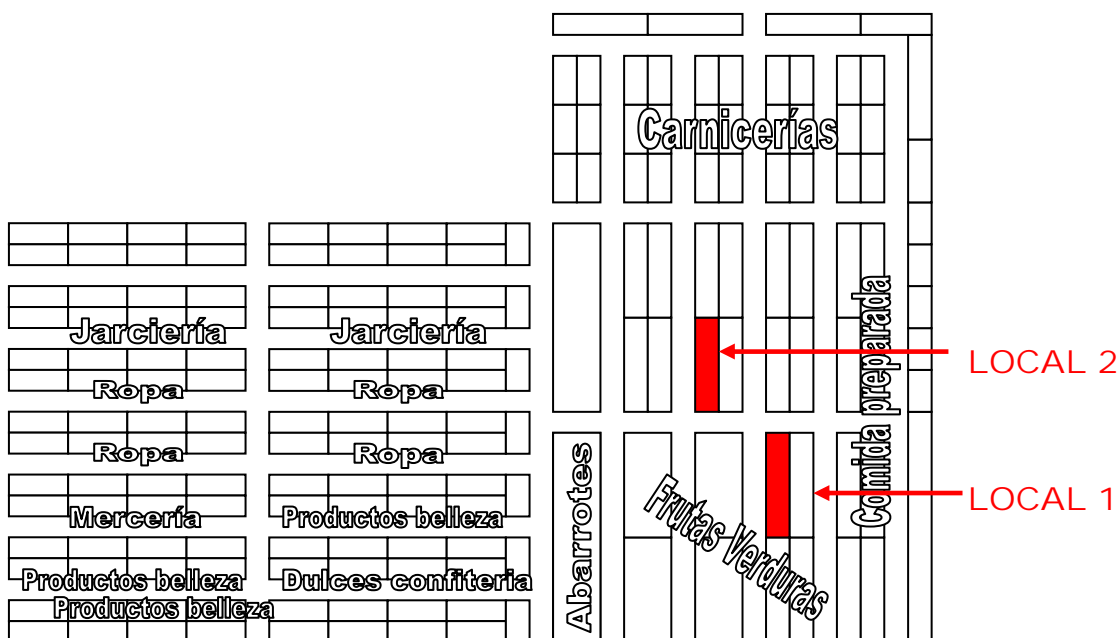 Carnicerías
Jarciería
Jarciería
Ropa
Ropa
Ropa
Ropa
Mercería
Productos belleza
Productos belleza
Dulces confiteria
Productos belleza
Abarrotes
Frutas Verduras
Comida preparada
LOCAL 2
LOCAL 1